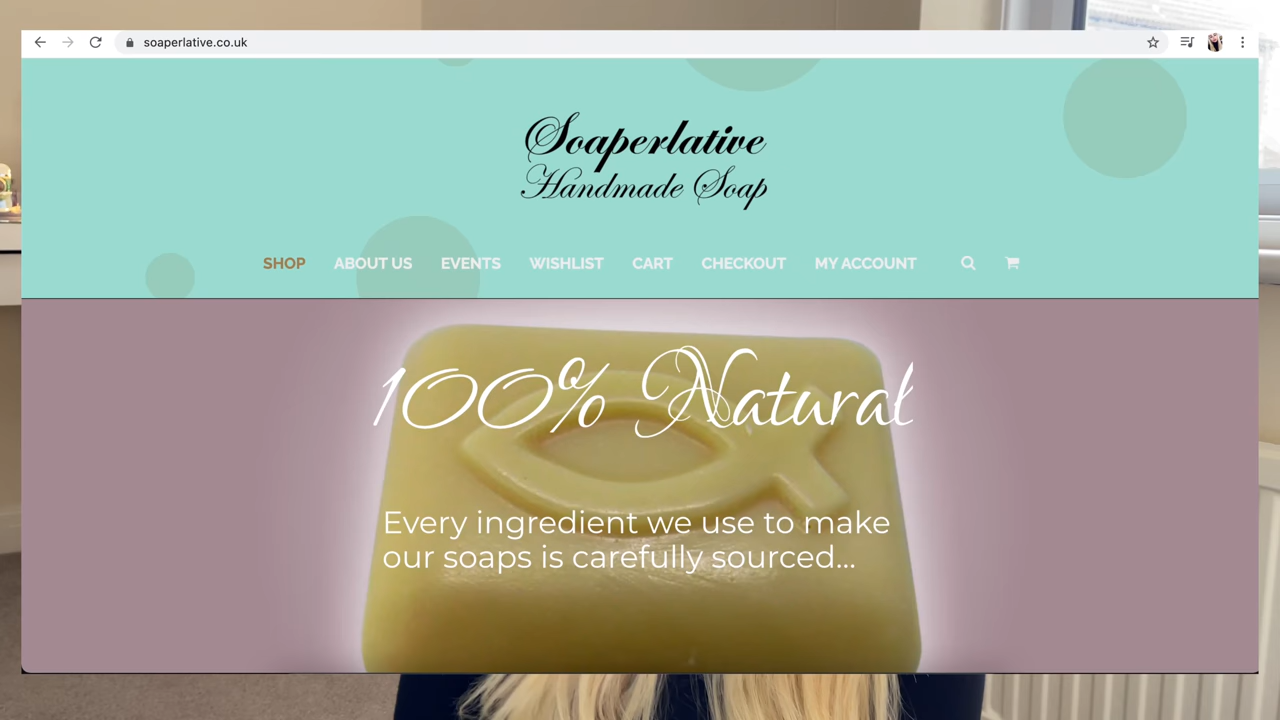 soaperlative.co.uk
Soaperlative
Handmade Soap
SHOP ABOUT US EVENTS WISHLIST CART CHECKOUT MY ACCOUNT
100% Natural
Every ingredient we use to make
our soaps is carefully sourced...